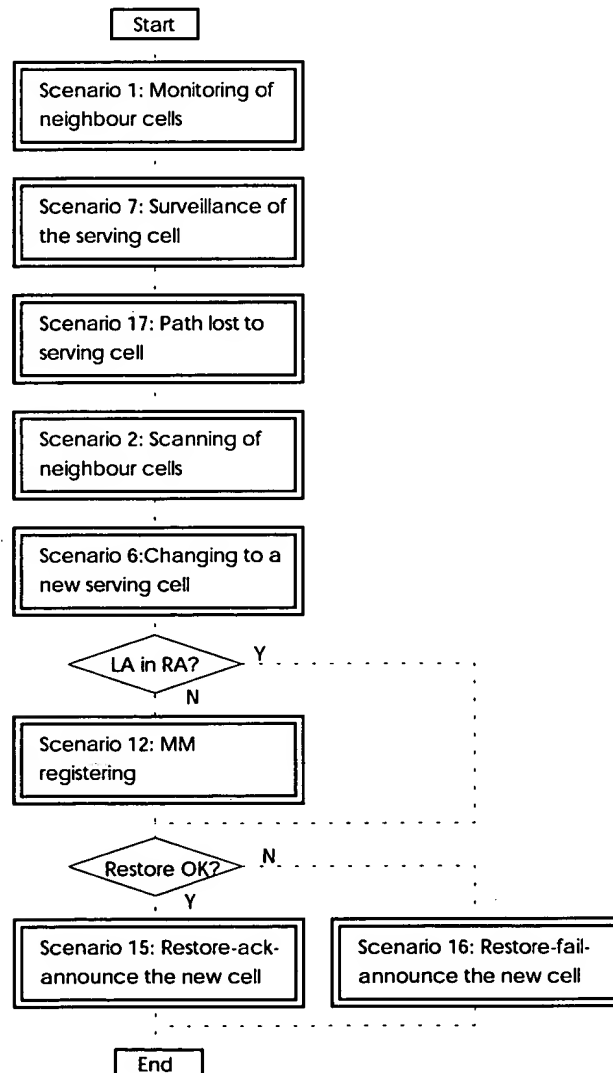 Start
Scenario 1: Monitoring of
neighbour cells
Scenario 7: Surveillance of
the serving cell
Scenario 17: Path lost to
serving cell
Scenario 2: Scanning of
neighbour cells
Scenario 6:Changing to a
new serving cell
LA in RA?
Y
N
Scenario 12: MM
registering
Restore OK?
N
Y
Scenario 15: Restore-ack-
announce the new cell
Scenario 16: Restore-fail-
announce the new cell
End